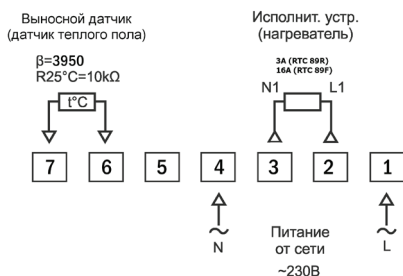 Выносной датчик
(датчик теплого пола)
β=3950
R25°C=10kΩ
t°C
Исполнит. устр.
(нагреватель)
3A (RTC 89R)
16A (RTC 89F)
N1 L1
7 6 5 4 3 2 1
N
Питание
от сети
~230В
L